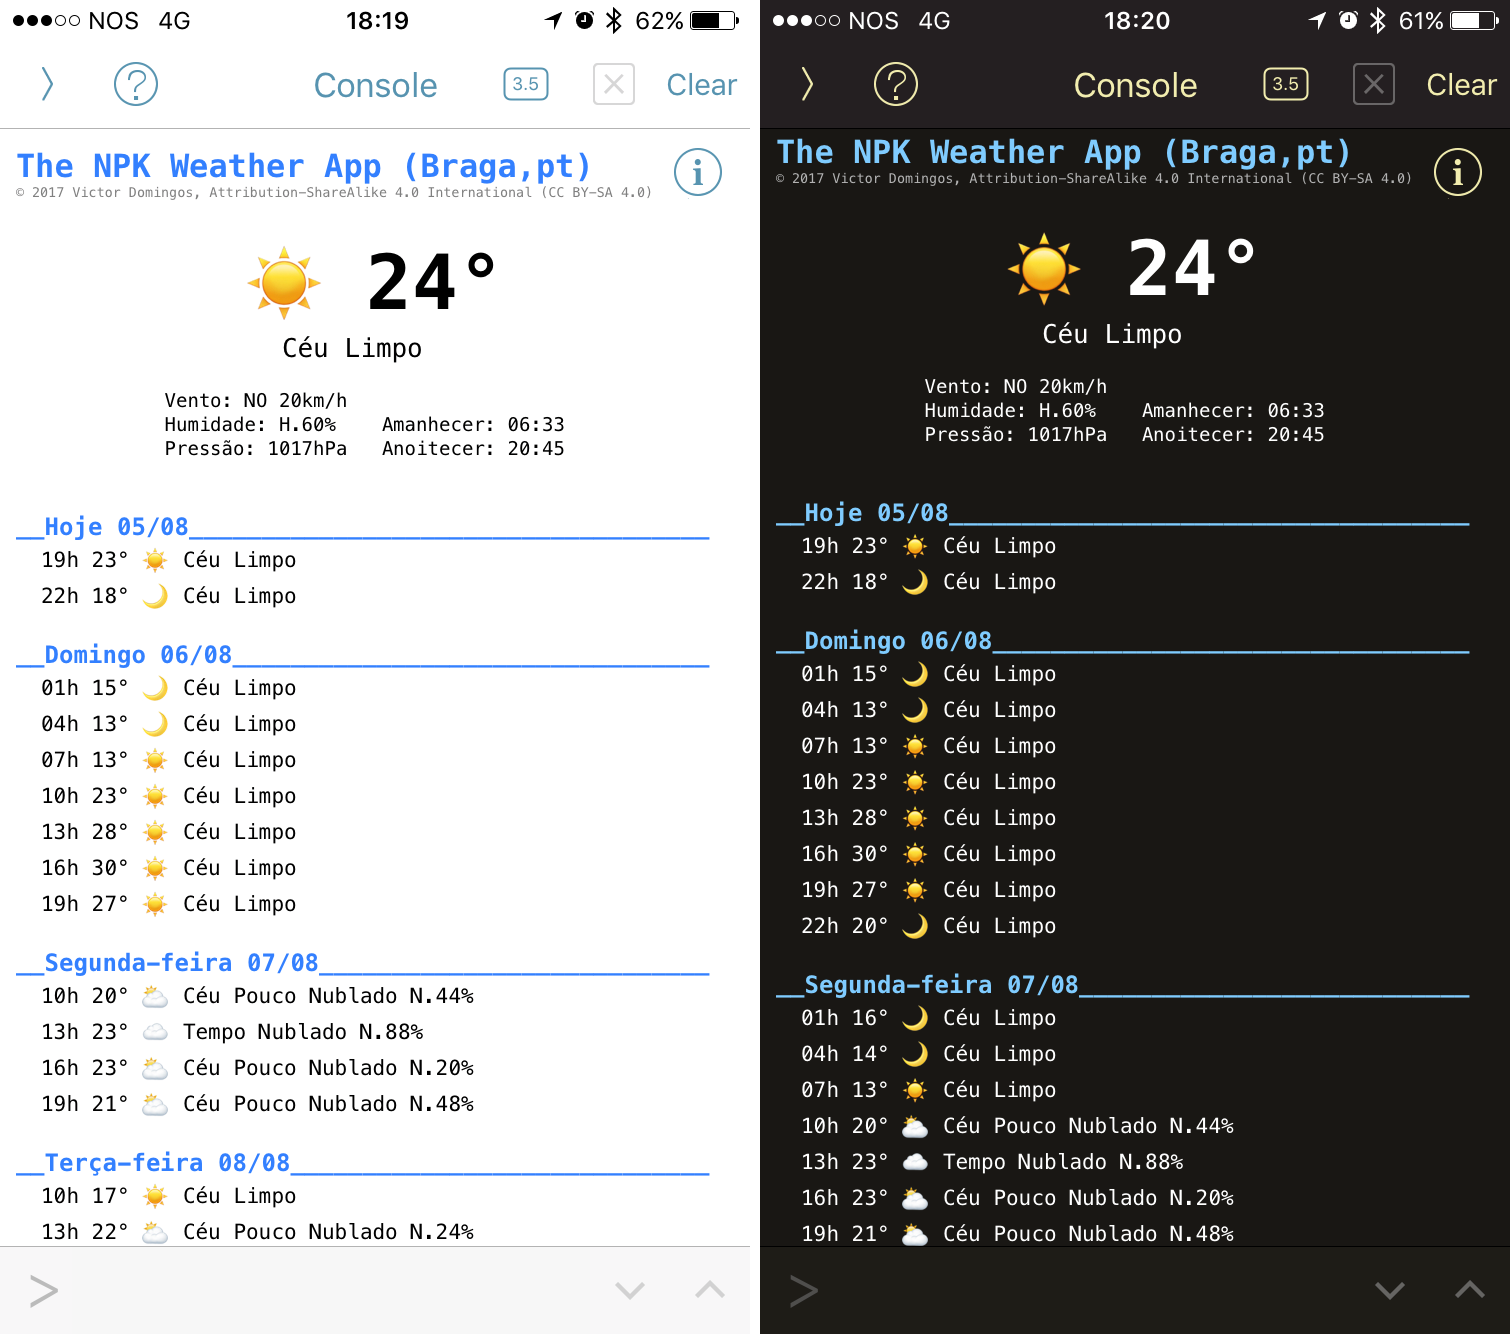 NOS 4G 18:19 62%
? Console 3.5 Clear
The NPK Weather App (Braga,pt)
© 2017 Victor Domingos, Attribution-ShareAlike 4.0 International (CC BY-SA 4.0)
24°
Céu Limpo
Vento: NO 20km/h
Humidade: H.60% Amanhecer: 06:33
Pressão: 1017hPa Anoitecer: 20:45
__Hoje 05/08____________________________________
19h 23° ☀️ Céu Limpo
22h 18° 🌙 Céu Limpo
__Domingo 06/08_________________________________
01h 15° 🌙 Céu Limpo
04h 13° 🌙 Céu Limpo
07h 13° ☀️ Céu Limpo
10h 23° ☀️ Céu Limpo
13h 28° ☀️ Céu Limpo
16h 30° ☀️ Céu Limpo
19h 27° ☀️ Céu Limpo
__Segunda-feira 07/08___________________________
10h 20° 🌥 Céu Pouco Nublado N.44%
13h 23° ☁️ Tempo Nublado N.88%
16h 23° 🌥 Céu Pouco Nublado N.20%
19h 21° 🌥 Céu Pouco Nublado N.48%
__Terça-feira 08/08_____________________________
10h 17° ☀️ Céu Limpo
13h 22° 🌥 Céu Pouco Nublado N.24%
>
NOS 4G 18:20 61%
? Console 3.5 Clear
The NPK Weather App (Braga,pt)
© 2017 Victor Domingos, Attribution-ShareAlike 4.0 International (CC BY-SA 4.0)
24°
Céu Limpo
Vento: NO 20km/h
Humidade: H.60% Amanhecer: 06:33
Pressão: 1017hPa Anoitecer: 20:45
__Hoje 05/08____________________________________
19h 23° ☀️ Céu Limpo
22h 18° 🌙 Céu Limpo
__Domingo 06/08_________________________________
01h 15° 🌙 Céu Limpo
04h 13° 🌙 Céu Limpo
07h 13° ☀️ Céu Limpo
10h 23° ☀️ Céu Limpo
13h 28° ☀️ Céu Limpo
16h 30° ☀️ Céu Limpo
19h 27° ☀️ Céu Limpo
22h 20° 🌙 Céu Limpo
__Segunda-feira 07/08___________________________
01h 16° 🌙 Céu Limpo
04h 14° 🌙 Céu Limpo
07h 13° ☀️ Céu Limpo
10h 20° 🌥 Céu Pouco Nublado N.44%
13h 23° ☁️ Tempo Nublado N.88%
16h 23° 🌥 Céu Pouco Nublado N.20%
19h 21° 🌥 Céu Pouco Nublado N.48%
>